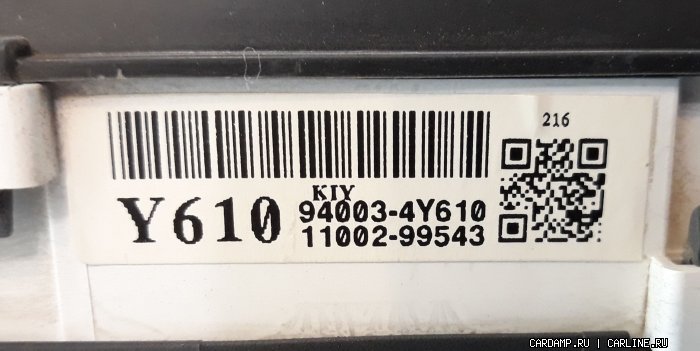 216
KIY
Y610 94003-4Y610
11002-99543
CARDAMP.RU | CARLINE.RU